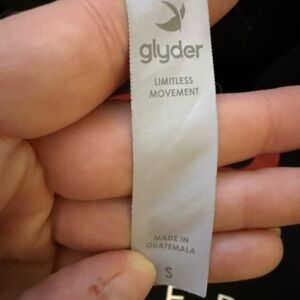 glyder
LIMITLESS
MOVEMENT
MADE IN
GUATEMALA
S